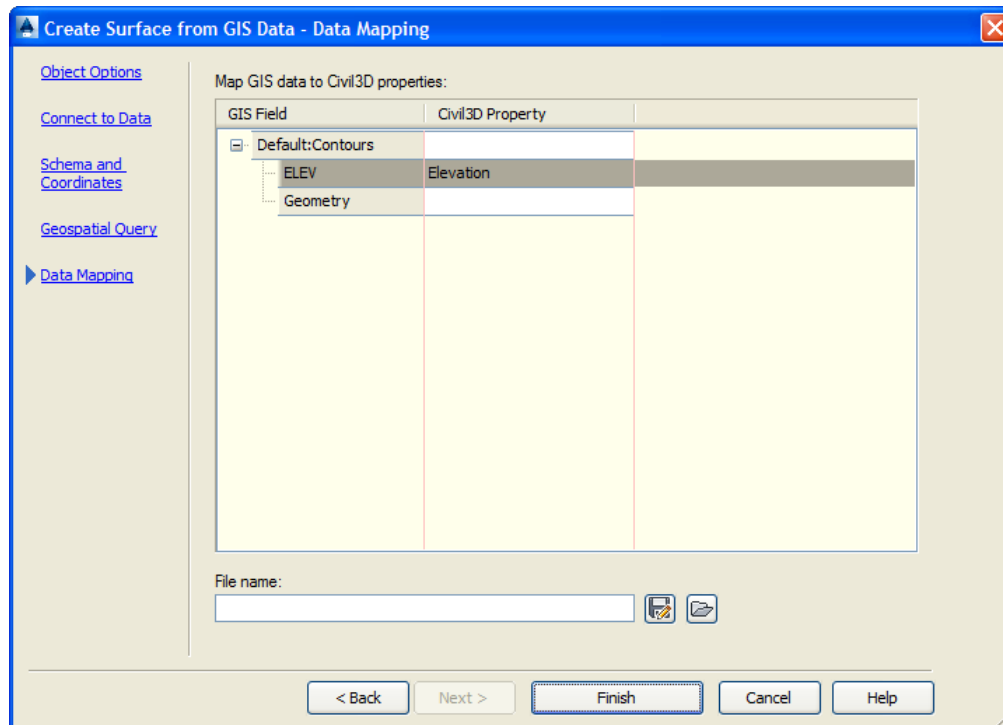 Create Surface from GIS Data - Data Mapping
Object Options
Connect to Data
Schema and
Coordinates
Geospatial Query
Data Mapping
Map GIS data to Civil3D properties:
GIS Field Civil3D Property
Default:Contours
ELEV Elevation
Geometry
File name:
< Back Next > Finish Cancel Help